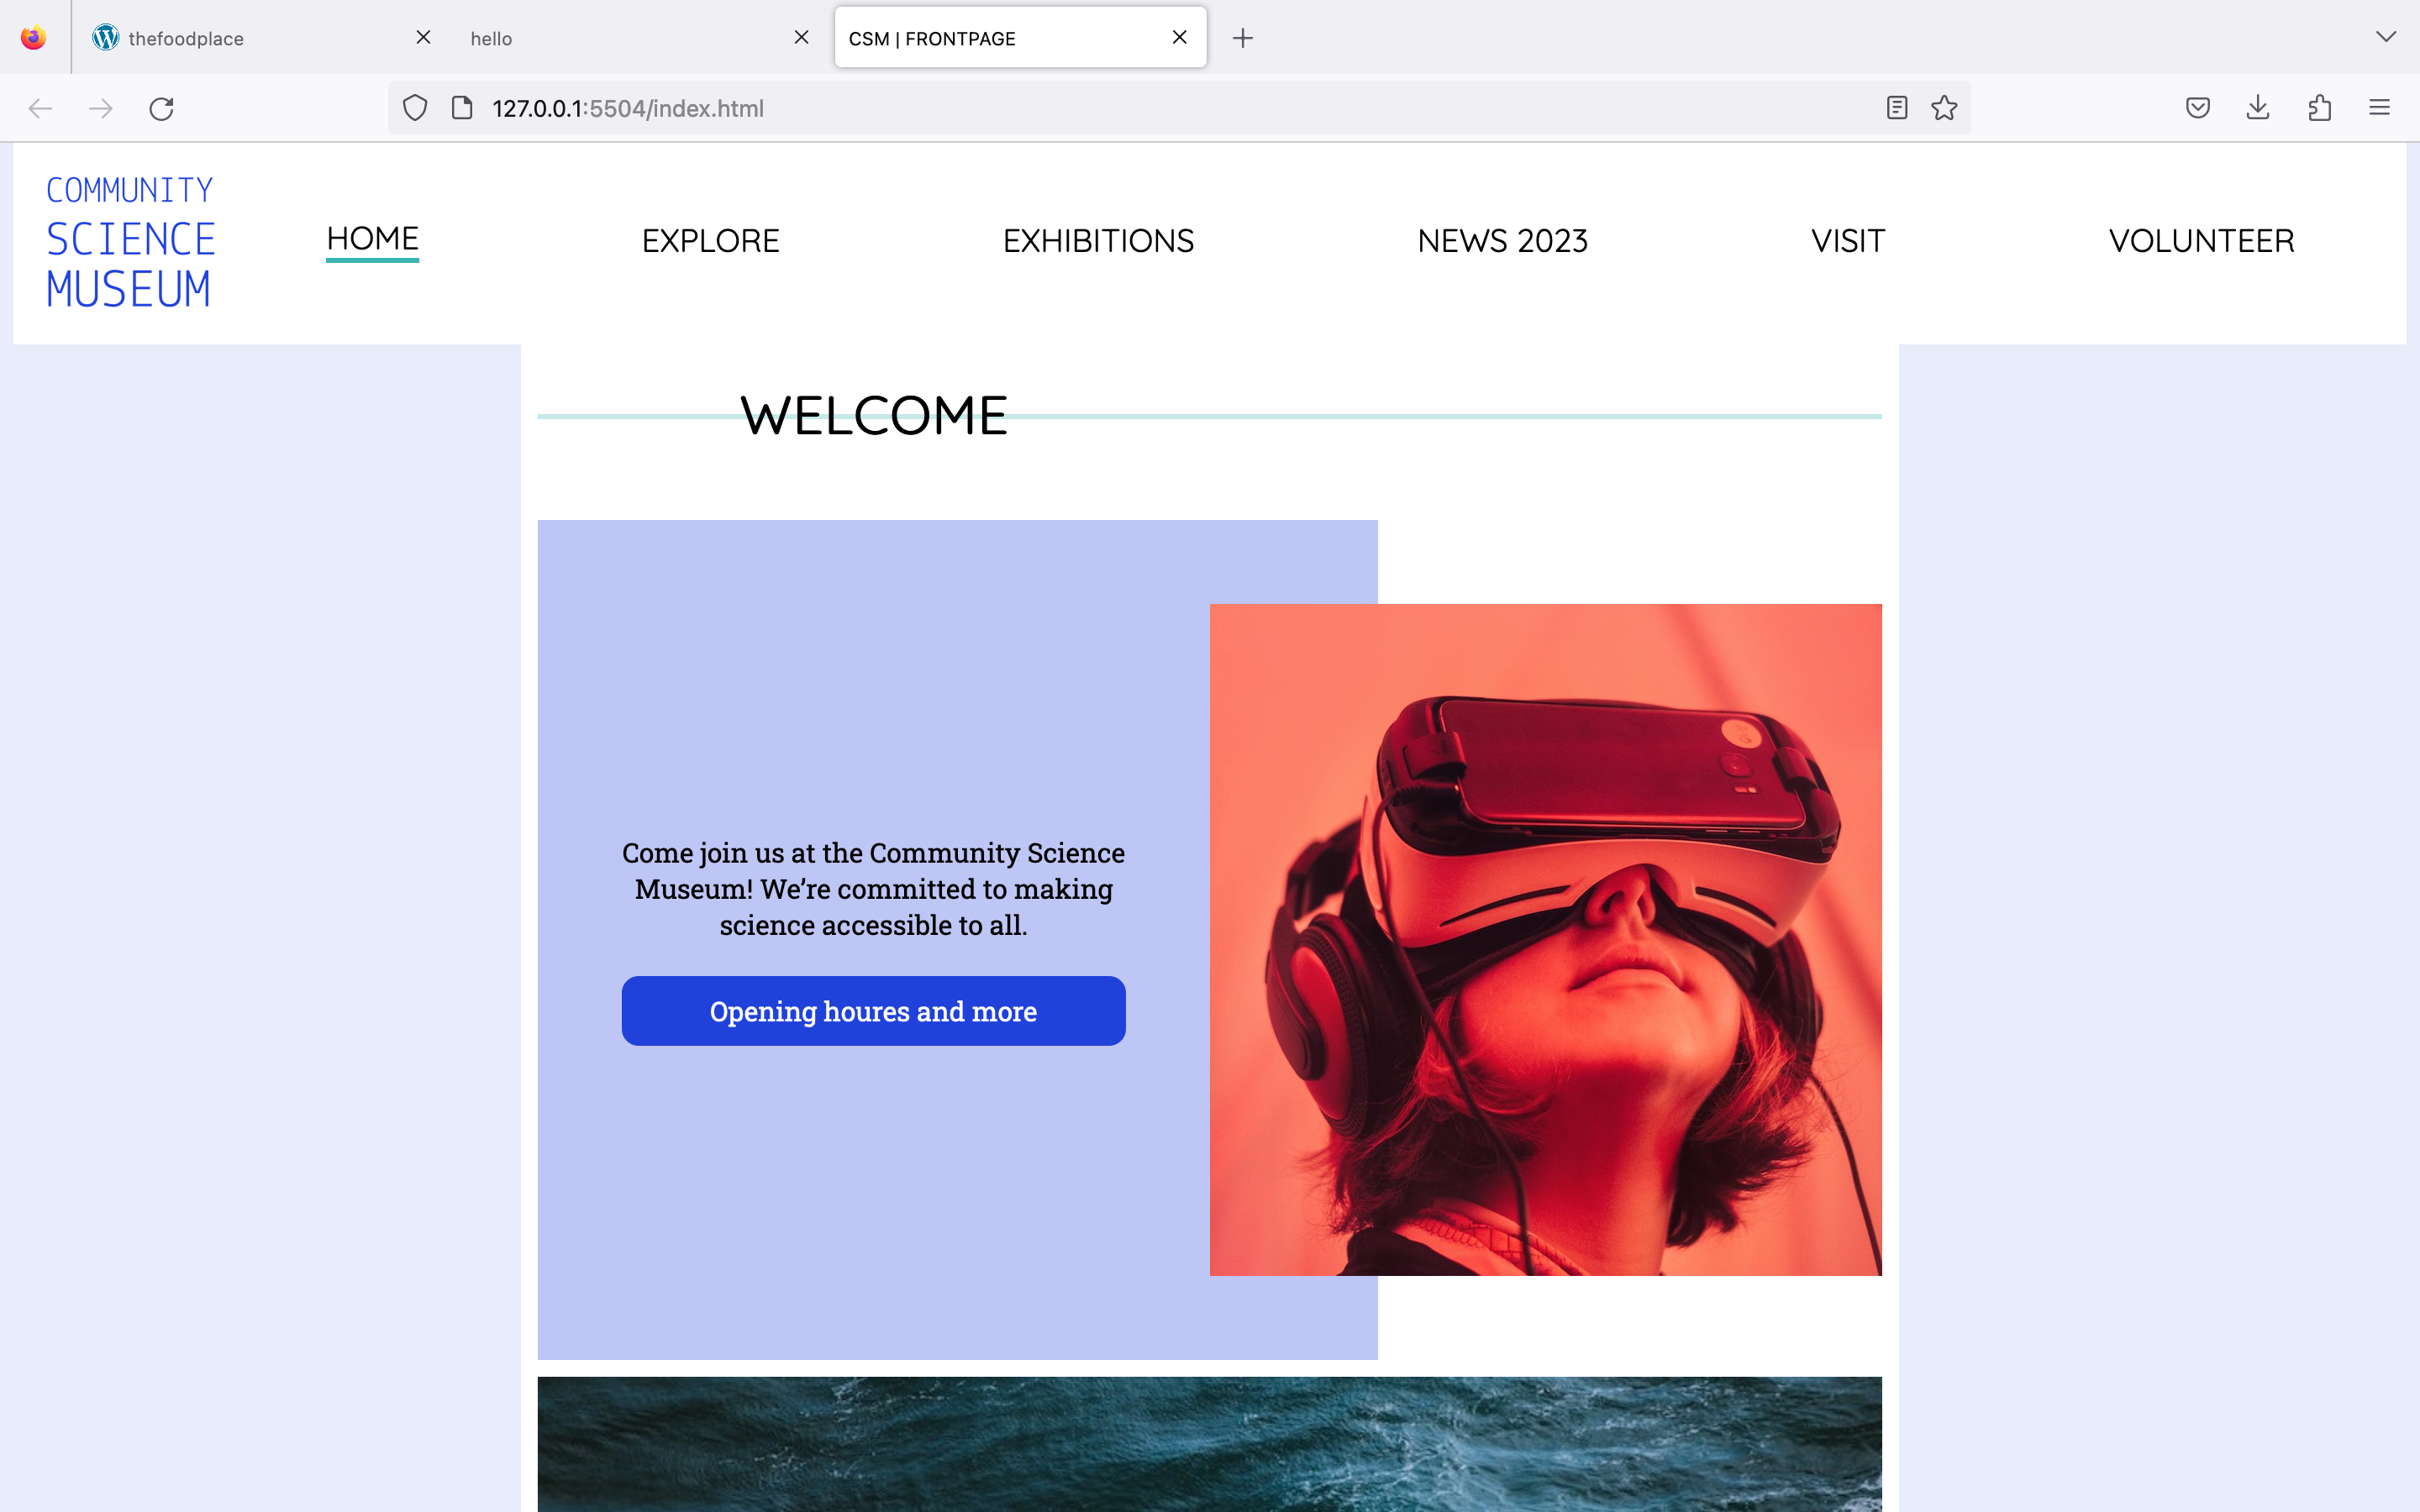 thefoodplace
hello
CSM | FRONTPAGE
127.0.0.1:5504/index.html
COMMUNITY
SCIENCE
MUSEUM
HOME
EXPLORE
EXHIBITIONS
NEWS 2023
VISIT
VOLUNTEER
WELCOME
Come join us at the Community Science
Museum! We’re committed to making
science accessible to all.
Opening houres and more